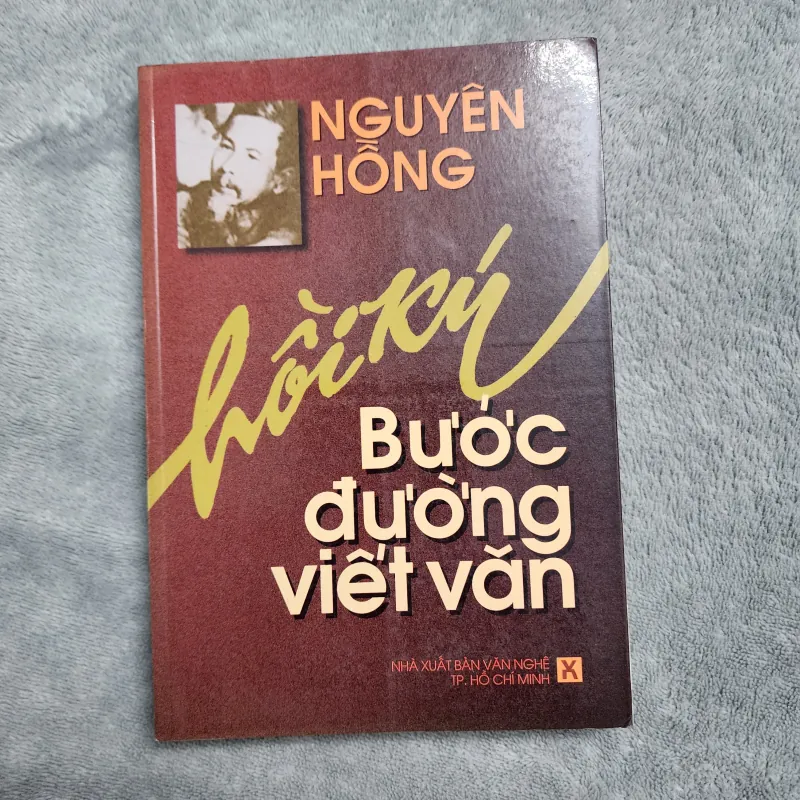 NGUYÊN
HỒNG
hồi ký
Bước
đường
viết văn
NHÀ XUẤT BẢN VĂN NGHỆ
TP. HỒ CHÍ MINH